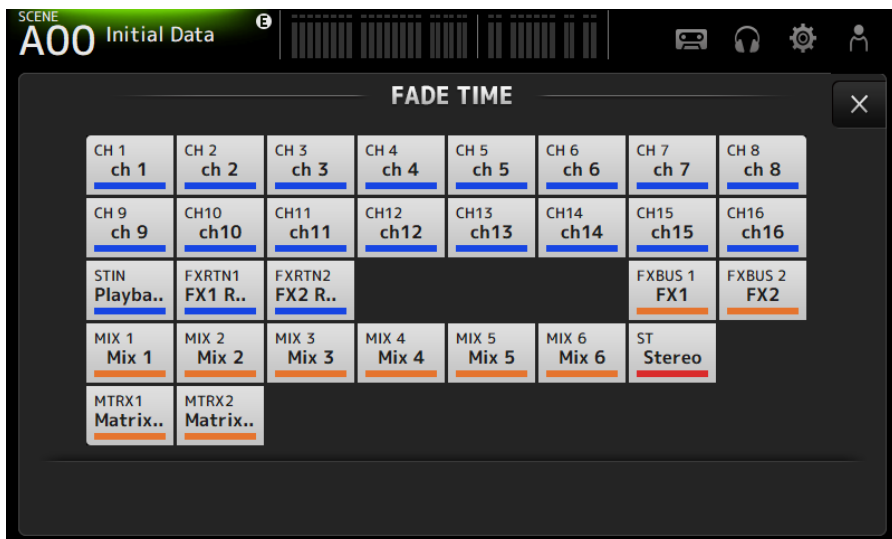 SCENE
A00 Initial Data E
FADE TIME
CH 1 CH 2 CH 3 CH 4 CH 5 CH 6 CH 7 CH 8
ch 1 ch 2 ch 3 ch 4 ch 5 ch 6 ch 7 ch 8
CH 9 CH10 CH11 CH12 CH13 CH14 CH15 CH16
ch 9 ch10 ch11 ch12 ch13 ch14 ch15 ch16
STIN FXRTN1 FXRTN2 FXBUS 1 FXBUS 2
Playba.. FX1 R.. FX2 R.. FX1 FX2
MIX 1 MIX 2 MIX 3 MIX 4 MIX 5 MIX 6 ST
Mix 1 Mix 2 Mix 3 Mix 4 Mix 5 Mix 6 Stereo
MTRX1 MTRX2
Matrix.. Matrix..